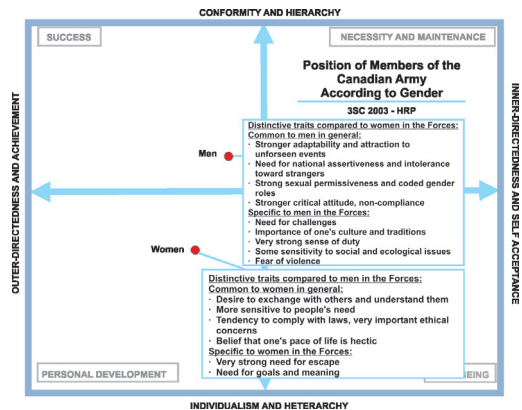 CONFORMITY AND HIERARCHY
SUCCESS
NECESSITY AND MAINTENANCE
Position of Members of the
Canadian Army
According to Gender
3SC 2003 - HRP
OUTER-DIRECTEDNESS AND ACHIEVEMENT
INNER-DIRECTEDNESS AND SELF ACCEPTANCE
Men
Distinctive traits compared to women in the Forces:
Common to men in general:
· Stronger adaptability and attraction to
unforseen events
· Need for national assertiveness and intolerance
toward strangers
· Strong sexual permissiveness and coded gender
roles
· Stronger critical attitude, non-compliance
Specific to men in the Forces:
· Need for challenges
· Importance of one's culture and traditions
· Very strong sense of duty
· Some sensitivity to social and ecological issues
· Fear of violence
Women
Distinctive traits compared to men in the Forces:
Common to women in general:
· Desire to exchange with others and understand them
· More sensitive to people's need
· Tendency to comply with laws, very important ethical
concerns
· Belief that one's pace of life is hectic
Specific to women in the Forces:
· Very strong need for escape
· Need for goals and meaning
PERSONAL DEVELOPMENT
INDIVIDUALISM AND HETERARCHY